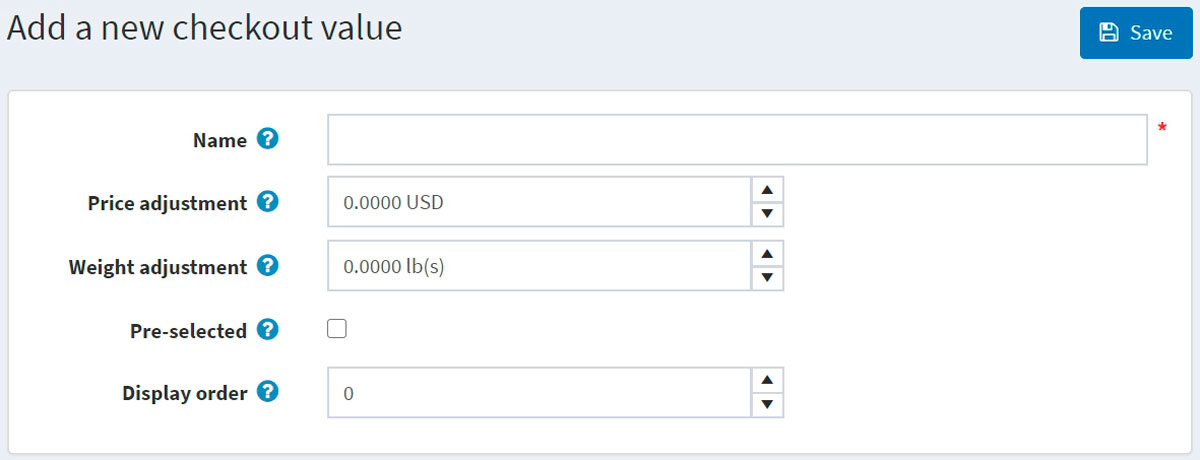 Add a new checkout value
Save
Name ? *
Price adjustment ? 0.0000 USD
Weight adjustment ? 0.0000 lb(s)
Pre-selected ?
Display order ? 0